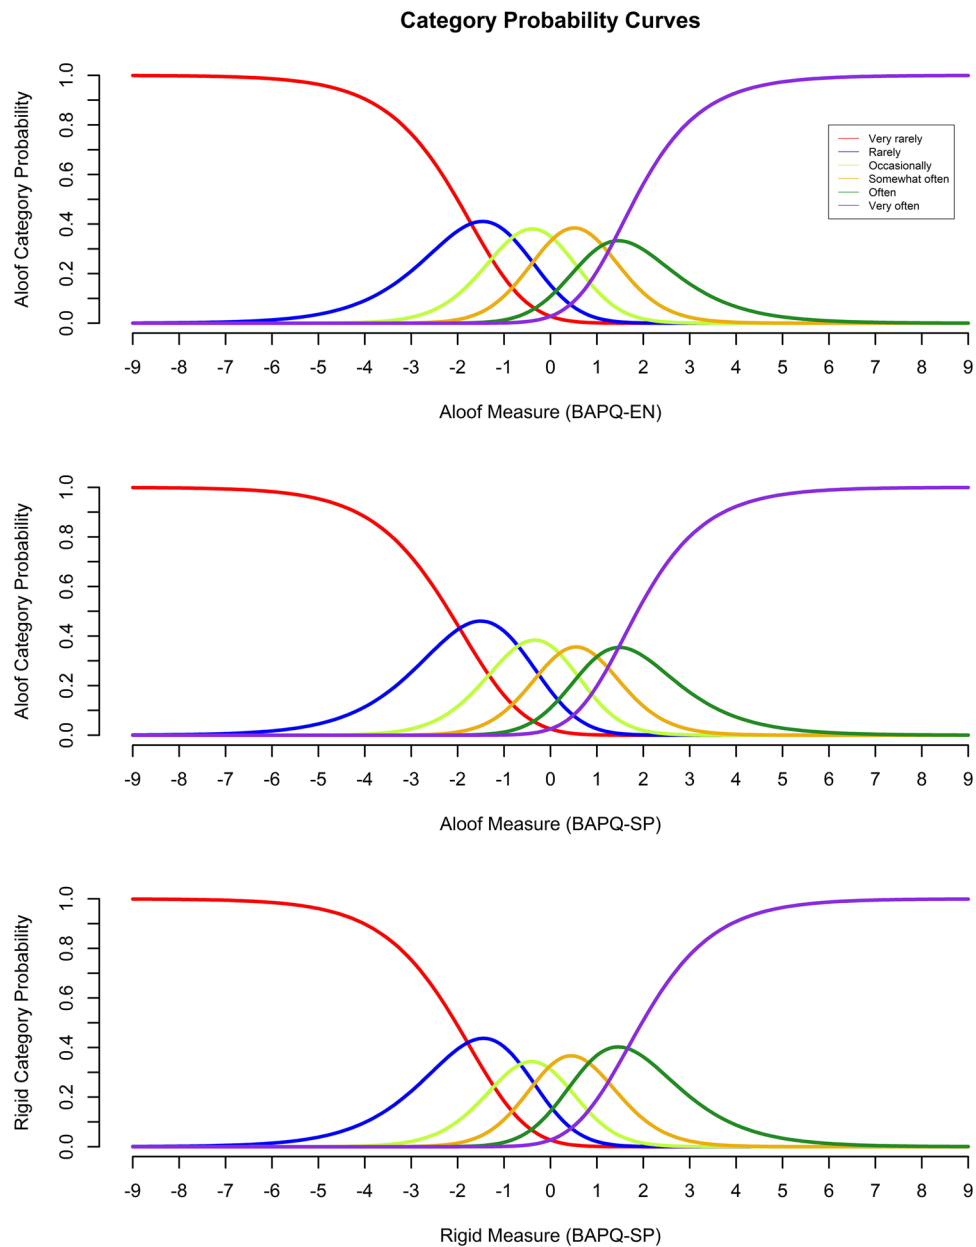 Category Probability Curves
Aloof Category Probability
0.0 0.2 0.4 0.6 0.8 1.0
Very rarely
Rarely
Occasionally
Somewhat often
Often
Very often
-9 -8 -7 -6 -5 -4 -3 -2 -1 0 1 2 3 4 5 6 7 8 9
Aloof Measure (BAPQ-EN)
Aloof Category Probability
0.0 0.2 0.4 0.6 0.8 1.0
-9 -8 -7 -6 -5 -4 -3 -2 -1 0 1 2 3 4 5 6 7 8 9
Aloof Measure (BAPQ-SP)
Rigid Category Probability
0.0 0.2 0.4 0.6 0.8 1.0
-9 -8 -7 -6 -5 -4 -3 -2 -1 0 1 2 3 4 5 6 7 8 9
Rigid Measure (BAPQ-SP)